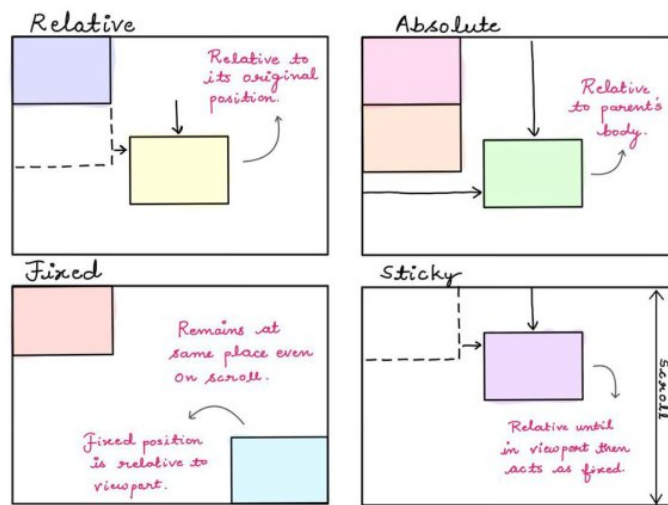 Relative
Relative to
its original
position.
Absolute
Relative
to parent's
body.
Fixed
Remains at
same place even
on scroll.
Fixed position
is relative to
viewport.
Sticky
Scroll
Relative until
in viewport then
acts as fixed.